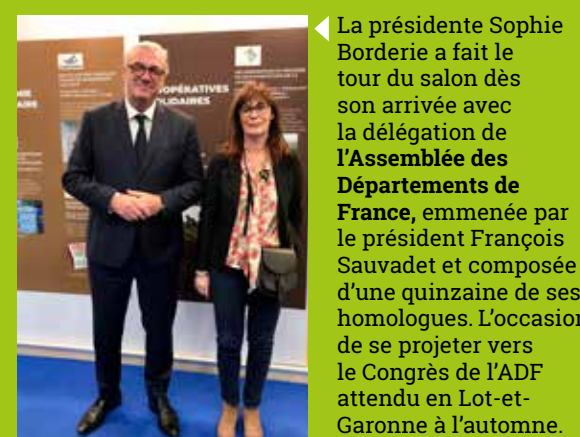 OPÉRATIVES
LIDAIRES
La présidente Sophie
Borderie a fait le
tour du salon dès
son arrivée avec
la délégation de
l'Assemblée des
Départements de
France, emmenée par
le président François
Sauvadet et composée
d'une quinzaine de ses
homologues. L'occasion
de se projeter vers
le Congrès de l'ADF
attendu en Lot-et-
Garonne à l'automne.